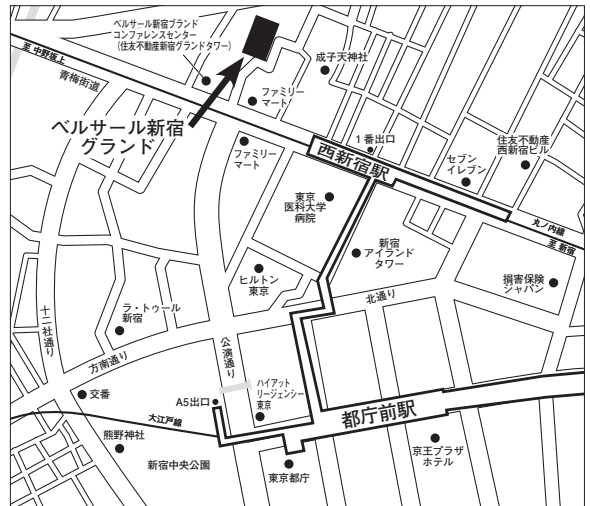 ベルサール新宿グランド
コンファレンスセンター
(住友不動産新宿グランドタワー)
至 中野坂上
青梅街道
成子天神社
ファミリー
マート
ベルサール新宿
グランド
ファミリー
マート
1番出口
西新宿駅
セブン
イレブン
住友不動産
西新宿ビル
東京
医科大学
病院
丸ノ内線
至 新宿
新宿
アイランド
タワー
ヒルトン
東京
損害保険
ジャパン
北通り
十二社通り
ラ・トゥール
新宿
方南通り
公演通り
交番
A5出口
ハイアット
リージェンシー
東京
大江戸線
都庁前駅
熊野神社
新宿中央公園
東京都庁
京王プラザ
ホテル